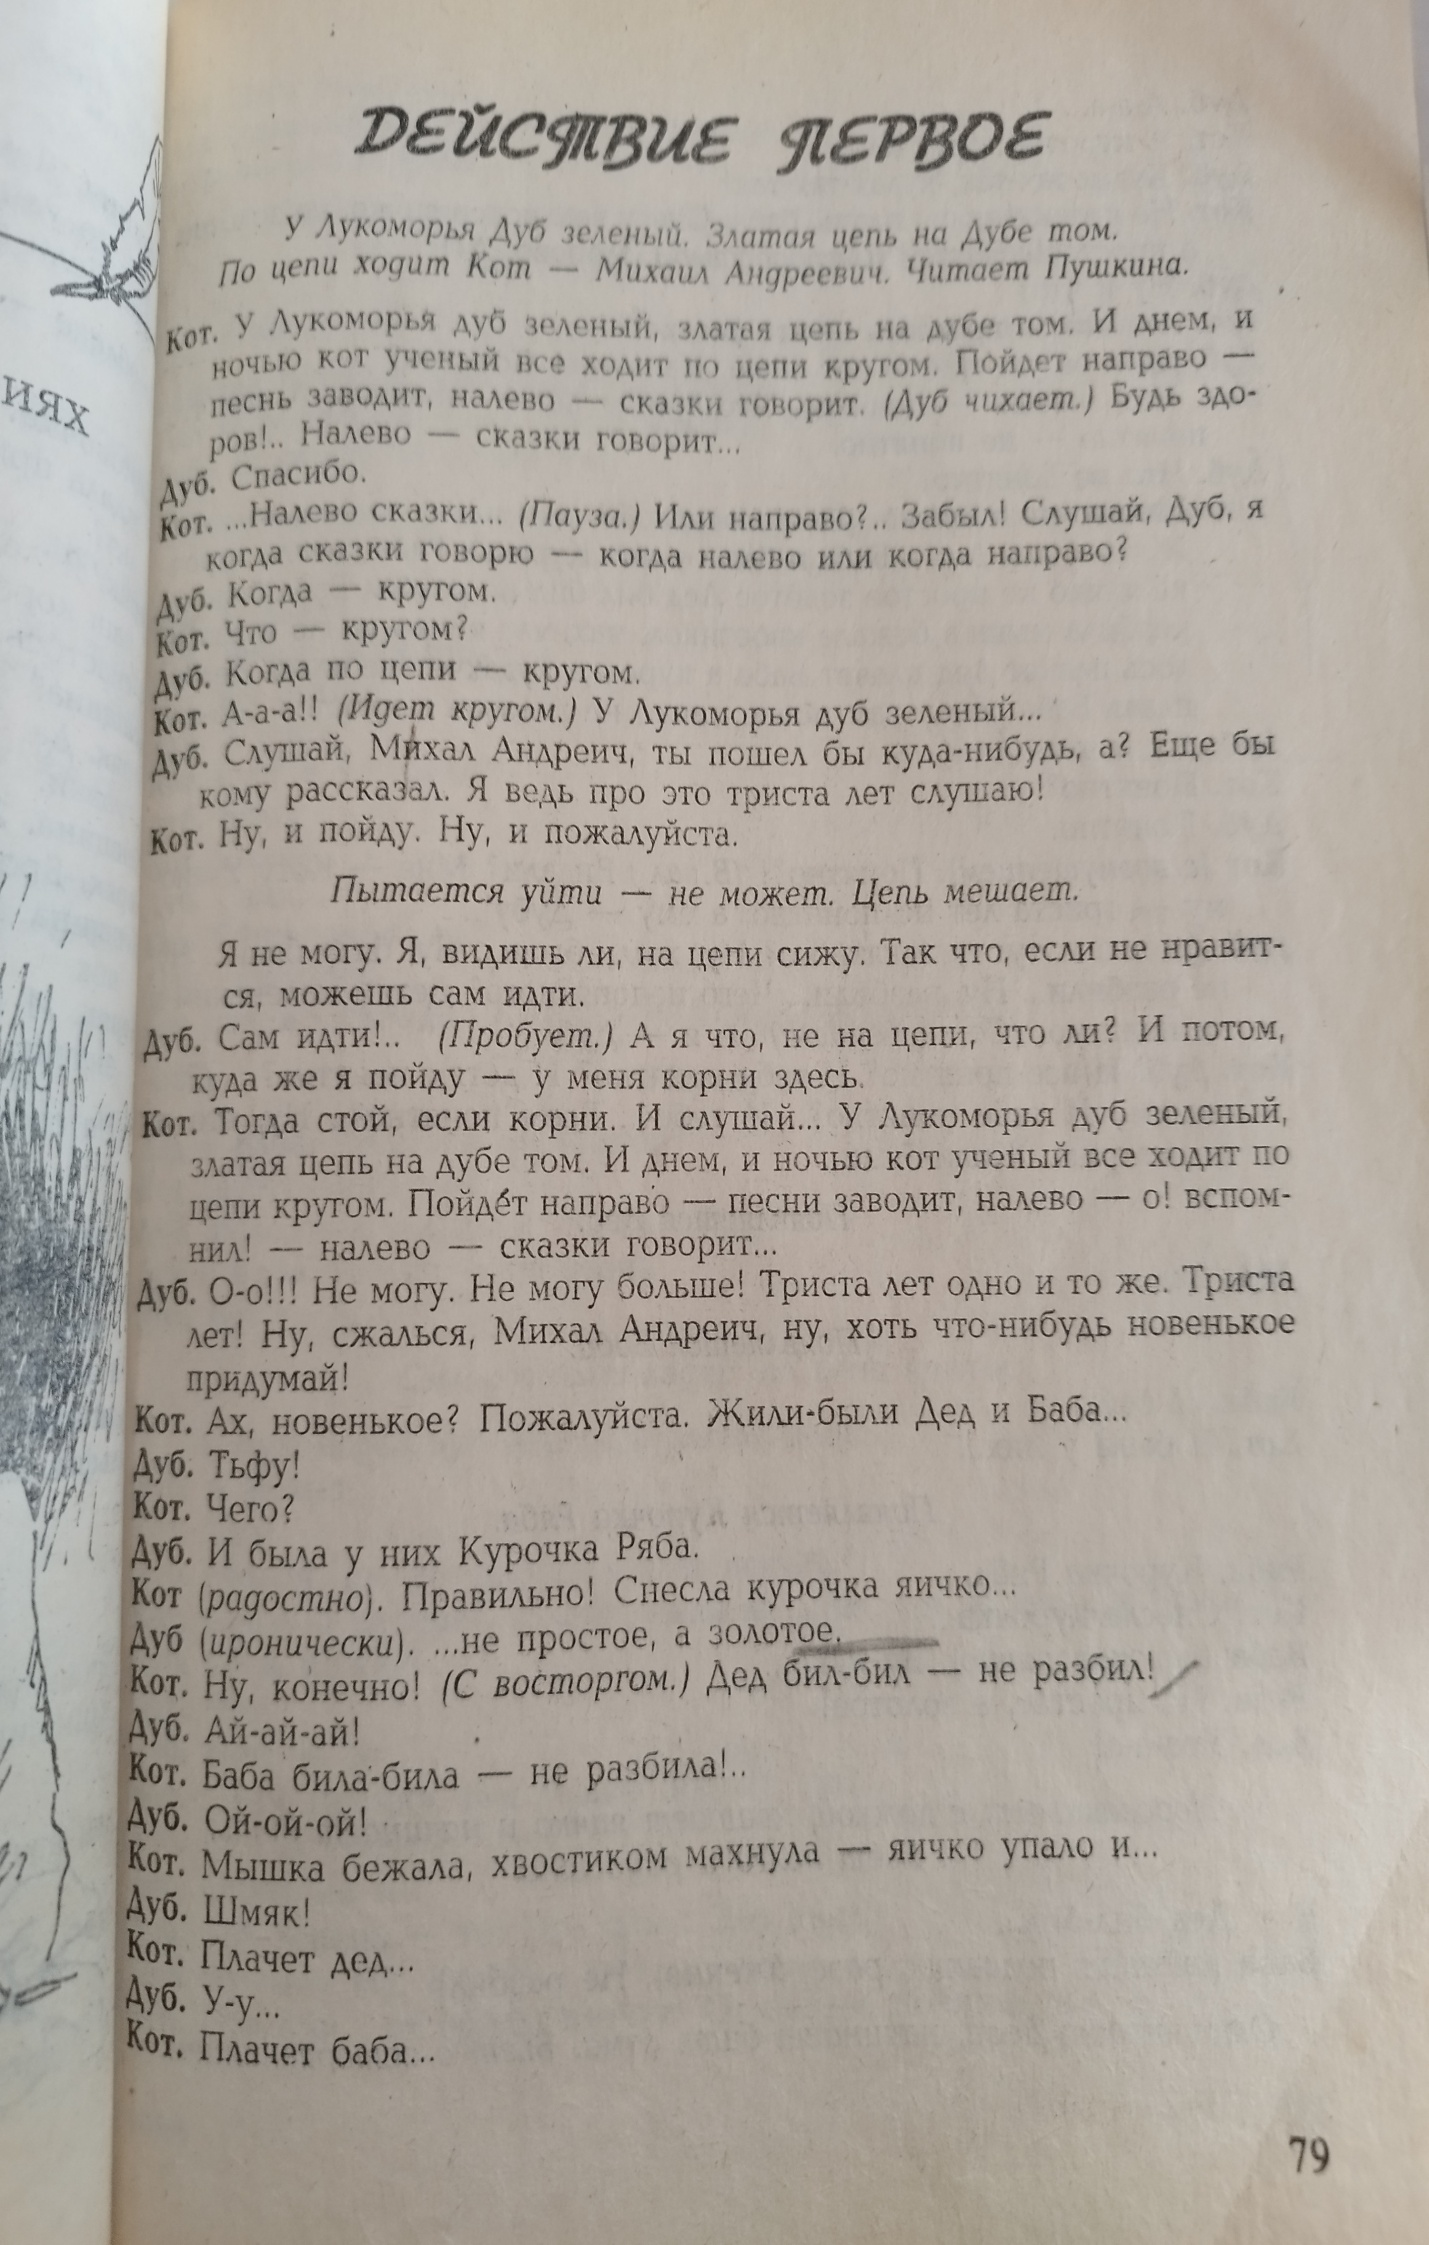 ДЕЙСТВИЕ ПЕРВОЕ
У Лукоморья Дуб зеленый. Златая цепь на Дубе том.
По цепи ходит Кот — Михаил Андреевич. Читает Пушкина.
Кот. У Лукоморья дуб зеленый, златая цепь на дубе том. И днем, и
ночью кот ученый все ходит по цепи кругом. Пойдет направо —
песнь заводит, налево — сказки говорит. (Дуб чихает.) Будь здо-
ров!.. Налево — сказки говорит...
Дуб. Спасибо.
Кот. ...Налево сказки... (Пауза.) Или направо?.. Забыл! Слушай, Дуб, я
когда сказки говорю — когда налево или когда направо?
Дуб. Когда — кругом.
Кот. Что — кругом?
Дуб. Когда по цепи — кругом.
Кот. А-а-а!! (Идет кругом.) У Лукоморья дуб зеленый...
Дуб. Слушай, Михал Андреич, ты пошел бы куда-нибудь, а? Еще бы
кому рассказал. Я ведь про это триста лет слушаю!
Кот. Ну, и пойду. Ну, и пожалуйста.
Пытается уйти — не может. Цепь мешает.
Я не могу. Я, видишь ли, на цепи сижу. Так что, если не нравит-
ся, можешь сам идти.
Дуб. Сам идти!.. (Пробует.) А я что, не на цепи, что ли? И потом,
куда же я пойду — у меня корни здесь.
Кот. Тогда стой, если корни. И слушай... У Лукоморья дуб зеленый,
златая цепь на дубе том. И днем, и ночью кот ученый все ходит по
цепи кругом. Пойдёт направо — песни заводит, налево — о! вспом-
нил! — налево — сказки говорит...
Дуб. О-о!!! Не могу. Не могу больше! Триста лет одно и то же. Триста
лет! Ну, сжалься, Михал Андреич, ну, хоть что-нибудь новенькое
придумай!
Кот. Ах, новенькое? Пожалуйста. Жили-были Дед и Баба...
Дуб. Тьфу!
Кот. Чего?
Дуб. И была у них Курочка Ряба.
Кот (радостно). Правильно! Снесла курочка яичко...
Дуб (иронически). ...не простое, а золотое.
Кот. Ну, конечно! (С восторгом.) Дед бил-бил — не разбил!
Дуб. Ай-ай-ай!
Кот. Баба била-била — не разбила!..
Дуб. Ой-ой-ой!
Кот. Мышка бежала, хвостиком махнула — яичко упало и...
Дуб. Шмяк!
Кот. Плачет дед...
Дуб. У-у...
Кот. Плачет баба...
79
иях